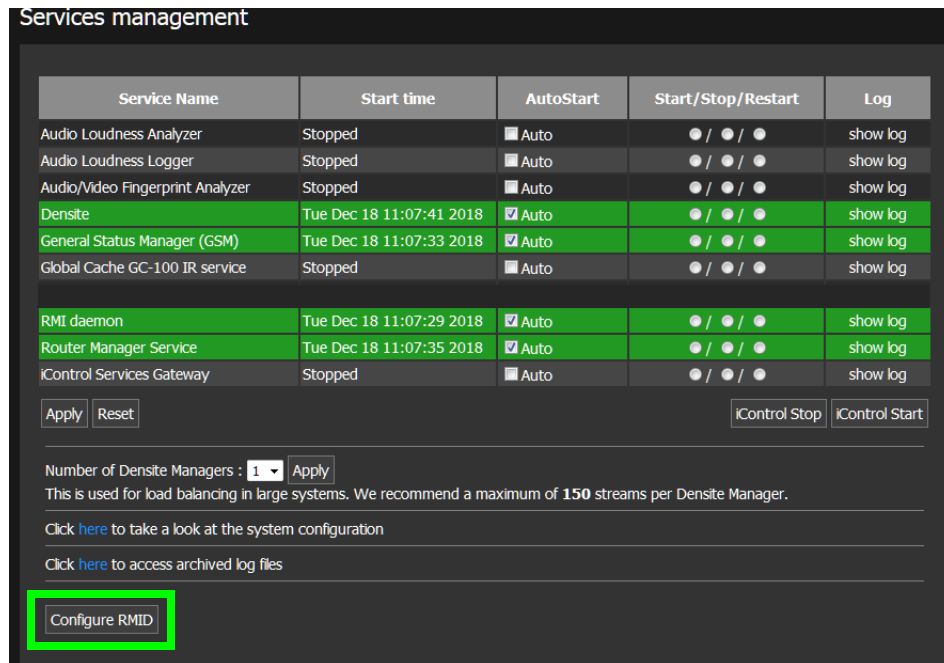 Services management
Service Name Start time AutoStart Start/Stop/Restart Log
Audio Loudness Analyzer Stopped Auto / / show log
Audio Loudness Logger Stopped Auto / / show log
Audio/Video Fingerprint Analyzer Stopped Auto / / show log
Densite Tue Dec 18 11:07:41 2018 Auto / / show log
General Status Manager (GSM) Tue Dec 18 11:07:33 2018 Auto / / show log
Global Cache GC-100 IR service Stopped Auto / / show log
RMI daemon Tue Dec 18 11:07:29 2018 Auto / / show log
Router Manager Service Tue Dec 18 11:07:35 2018 Auto / / show log
iControl Services Gateway Stopped Auto / / show log
Apply Reset iControl Stop iControl Start
Number of Densite Managers : 1 Apply
This is used for load balancing in large systems. We recommend a maximum of 150 streams per Densite Manager.
Click here to take a look at the system configuration
Click here to access archived log files
Configure RMID